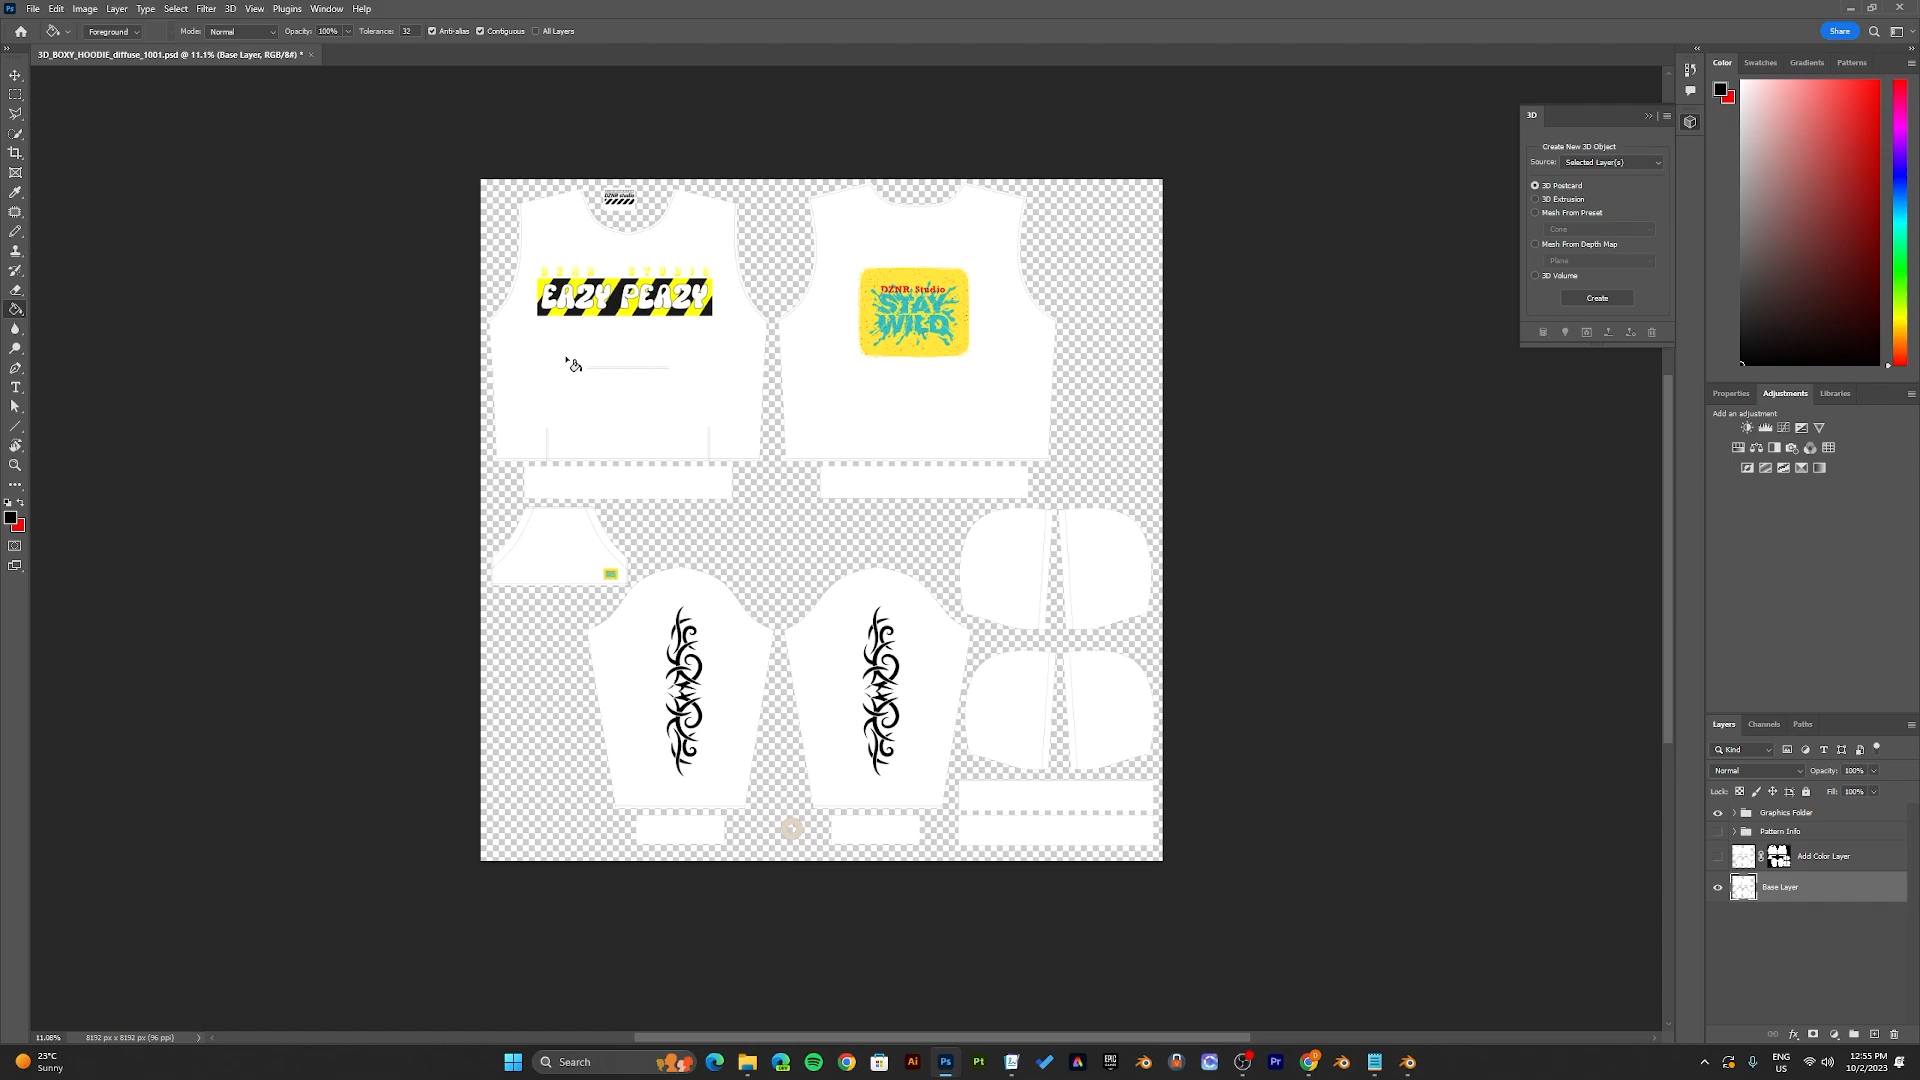 File Edit Image Layer Type Select Filter 3D View Plugins Window Help
Foreground Mode: Normal Opacity: 100% Tolerance: 32 Anti-alias Contiguous All Layers Share
3D_BOXY_HOODIE_diffuse_1001.psd @ 11.1% (Base Layer, RGB/8#) * ×
Color Swatches Gradients Patterns
3D
Create New 3D Object
Source: Selected Layer(s)
3D Postcard
3D Extrusion
Mesh From Preset
Cone
Mesh From Depth Map
Plane
3D Volume
Create
DZNR studio
DZNR STUDIO
EAZY PEAZY
DZNR Studio
STAY
WILD
Properties Adjustments Libraries
Add an adjustment
Layers Channels Paths
Kind
Normal Opacity: 100%
Lock: Fill: 100%
Graphics Folder
Pattern Info
Add Color Layer
Base Layer
11.08% 8192 px x 8192 px (96 ppi)
23°C
Sunny
Search
ENG
US
12:55 PM
10/2/2023